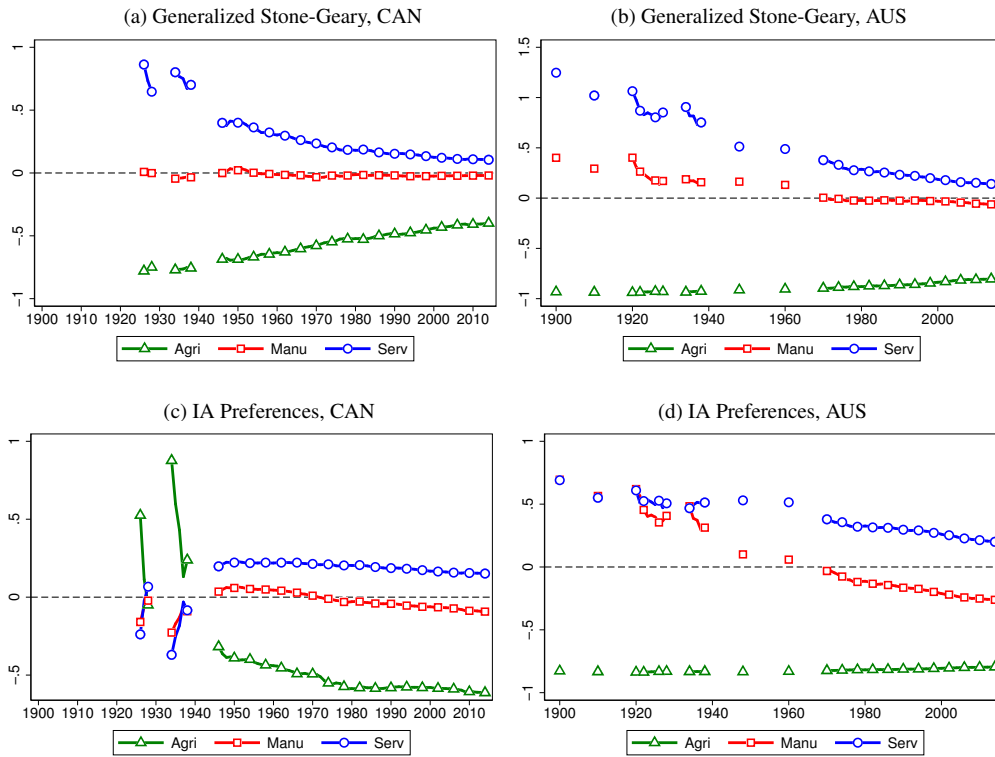 (a) Generalized Stone-Geary, CAN
1
.5
0
-.5
-1
1900 1910 1920 1930 1940 1950 1960 1970 1980 1990 2000 2010
Agri Manu Serv
(b) Generalized Stone-Geary, AUS
1.5
1
.5
0
-.5
-1
1900 1920 1940 1960 1980 2000
Agri Manu Serv
(c) IA Preferences, CAN
1
.5
0
-.5
1900 1910 1920 1930 1940 1950 1960 1970 1980 1990 2000 2010
Agri Manu Serv
(d) IA Preferences, AUS
1
.5
0
-.5
-1
1900 1920 1940 1960 1980 2000
Agri Manu Serv